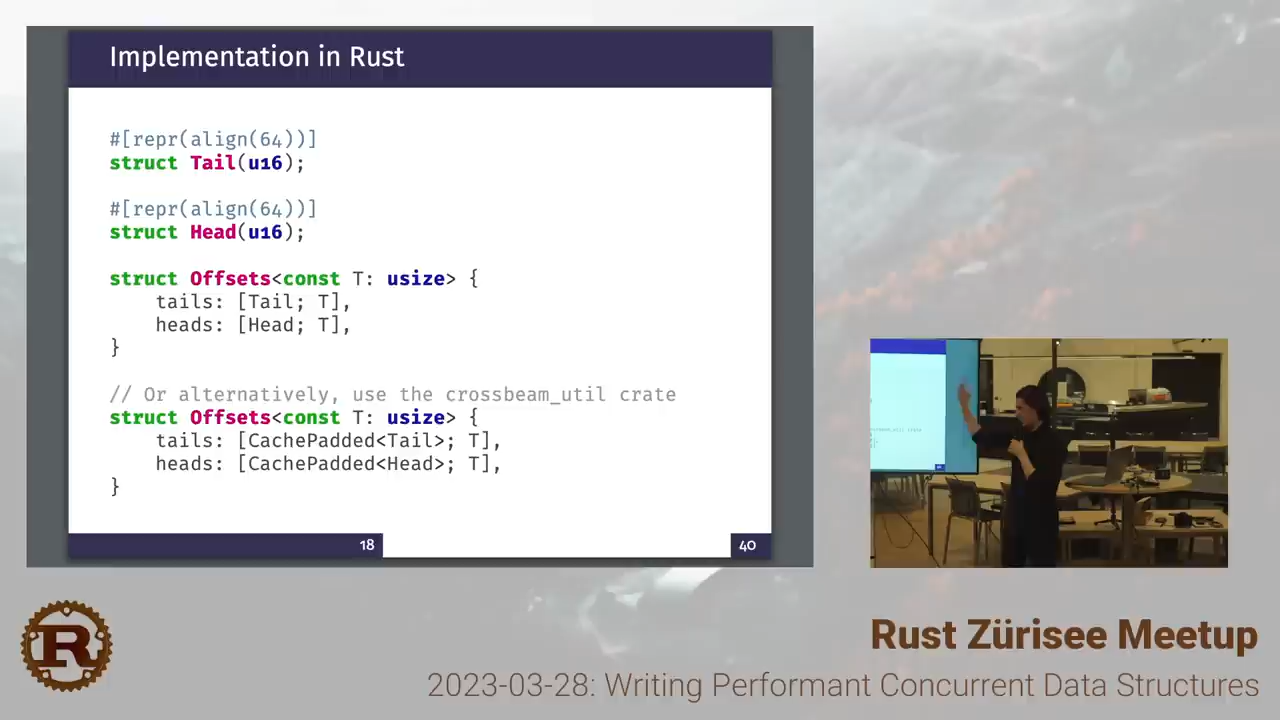 Implementation in Rust
#[repr(align(64))]
struct Tail(u16);
#[repr(align(64))]
struct Head(u16);
struct Offsets<const T: usize> {
    tails: [Tail; T],
    heads: [Head; T],
}
// Or alternatively, use the crossbeam_util crate
struct Offsets<const T: usize> {
    tails: [CachePadded<Tail>; T],
    heads: [CachePadded<Head>; T],
}
18
40
R
Rust Zürisee Meetup
2023-03-28: Writing Performant Concurrent Data Structures